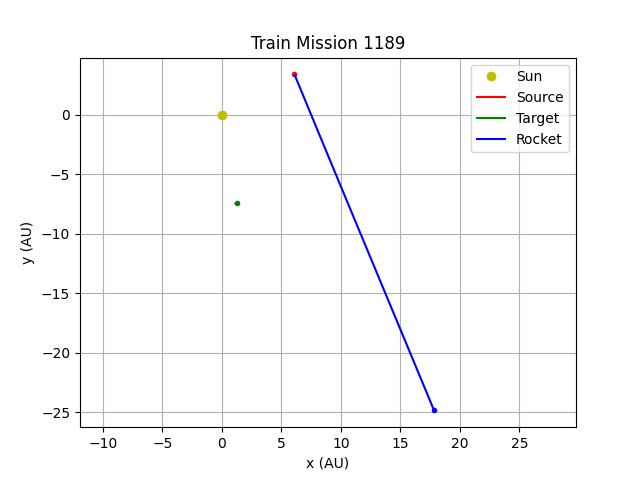 Train Mission 1189
Sun
Source
Target
Rocket
0
−5
−10
−15
−20
−25
y (AU)
−10 −5 0 5 10 15 20 25
x (AU)